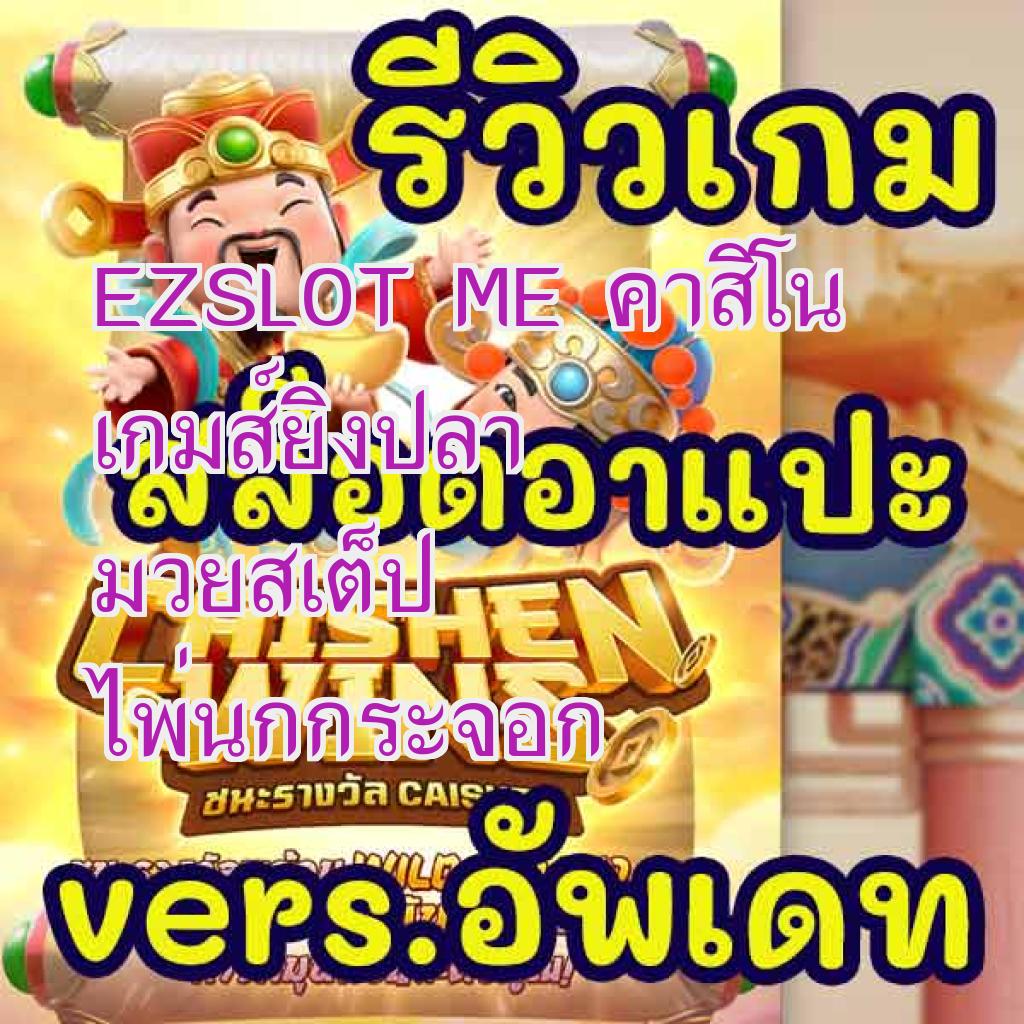 รีวิวเกม
EZSLOT ME คาสิโน
เกมส์ยิงปลา
สล็อตอาแปะ
มวยสเต็ป
CAISHEN
WINS
ไพ่นกกระจอก
ชนะรางวัล
vers.อัพเดท